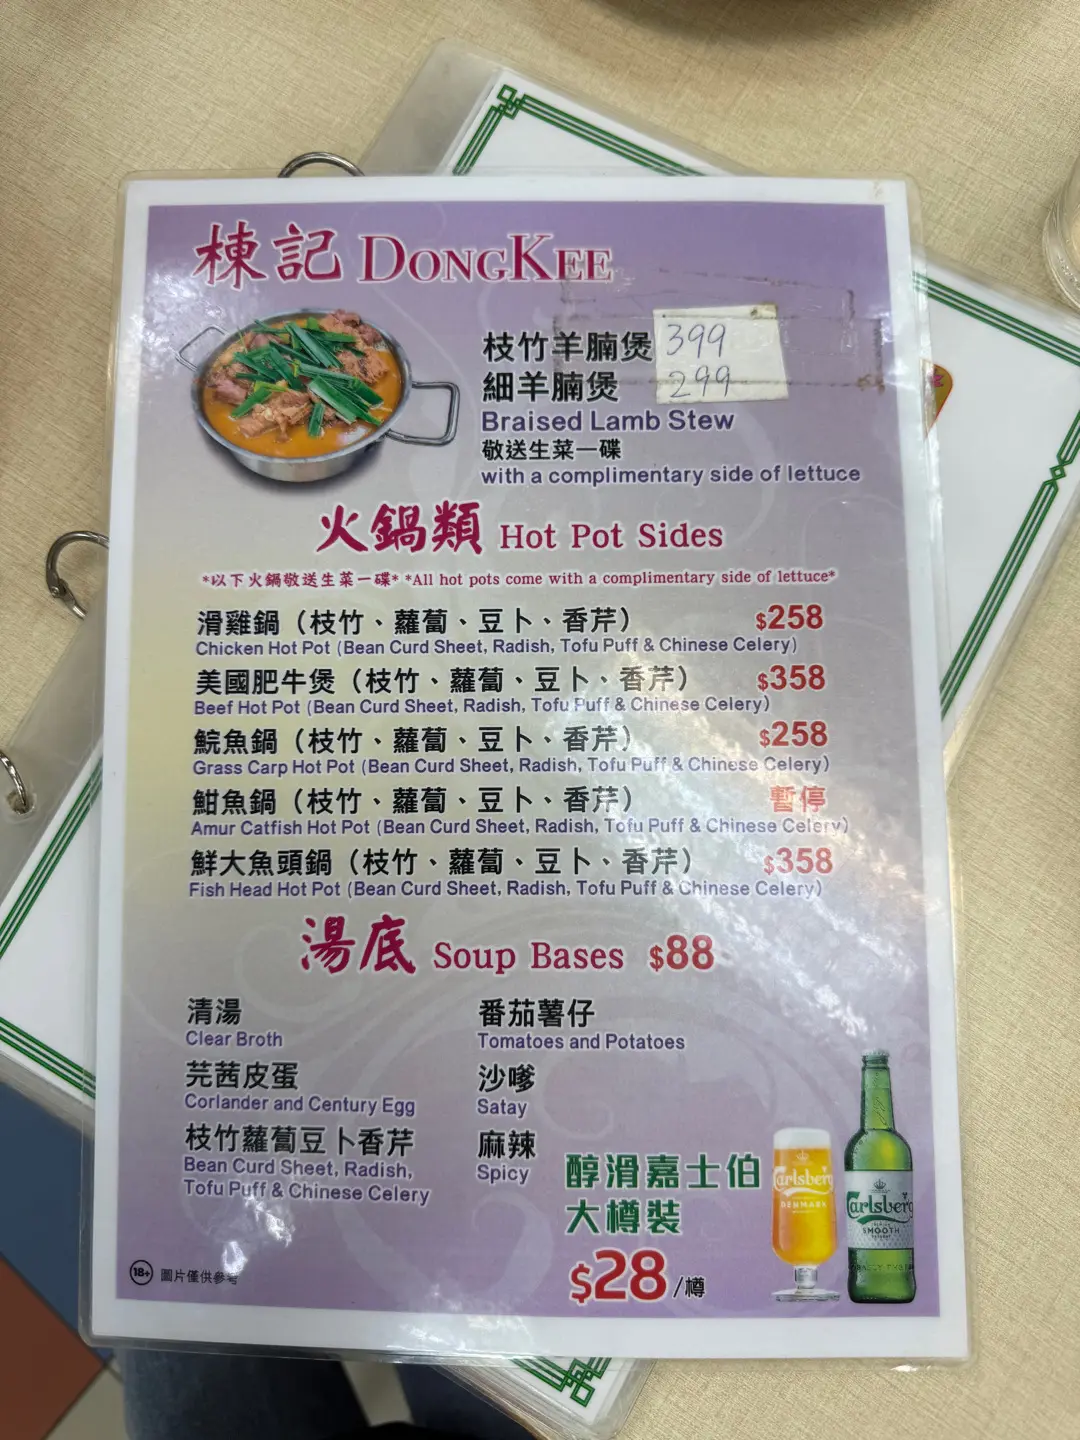 棟記 DONGKEE
枝竹羊腩煲 399
細羊腩煲 299
Braised Lamb Stew
敬送生菜一碟
with a complimentary side of lettuce
火鍋類 Hot Pot Sides
*以下火鍋敬送生菜一碟* *All hot pots come with a complimentary side of lettuce*
滑雞鍋（枝竹、蘿蔔、豆卜、香芹） $258
Chicken Hot Pot (Bean Curd Sheet, Radish, Tofu Puff & Chinese Celery)
美國肥牛煲（枝竹、蘿蔔、豆卜、香芹） $358
Beef Hot Pot (Bean Curd Sheet, Radish, Tofu Puff & Chinese Celery)
鯇魚鍋（枝竹、蘿蔔、豆卜、香芹） $258
Grass Carp Hot Pot (Bean Curd Sheet, Radish, Tofu Puff & Chinese Celery)
鉗魚鍋（枝竹、蘿蔔、豆卜、香芹） 暫停
Amur Catfish Hot Pot (Bean Curd Sheet, Radish, Tofu Puff & Chinese Celery)
鮮大魚頭鍋（枝竹、蘿蔔、豆卜、香芹） $358
Fish Head Hot Pot (Bean Curd Sheet, Radish, Tofu Puff & Chinese Celery)
湯底 Soup Bases $88
清湯
Clear Broth
芫茜皮蛋
Corlander and Century Egg
枝竹蘿蔔豆卜香芹
Bean Curd Sheet, Radish,
Tofu Puff & Chinese Celery
番茄薯仔
Tomatoes and Potatoes
沙嗲
Satay
麻辣
Spicy
醇滑嘉士伯
大樽裝
$28/樽
Carlsberg
DENMARK
Carlsberg
SMOOTH
18+ 圖片僅供參考